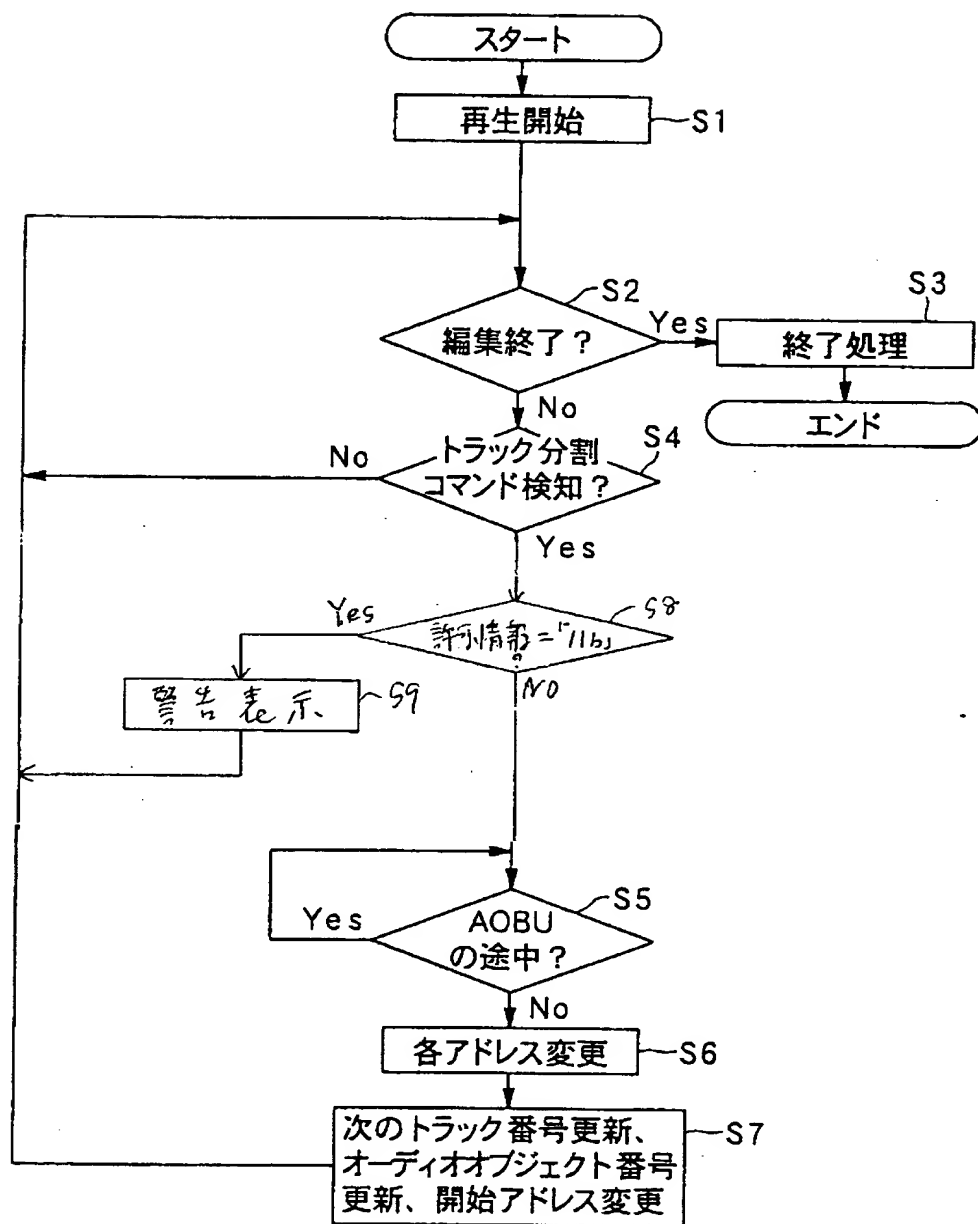 スタート
再生開始
S1
S2
編集終了?
Yes
S3
終了処理
エンド
No
S4
トラック分割
コマンド検知?
No
Yes
S8
許可情報=「11b」
?
Yes
No
警告表示
S9
S5
AOBU
の途中?
Yes
No
各アドレス変更
S6
次のトラック番号更新、
オーディオオブジェクト番号
更新、開始アドレス変更
S7